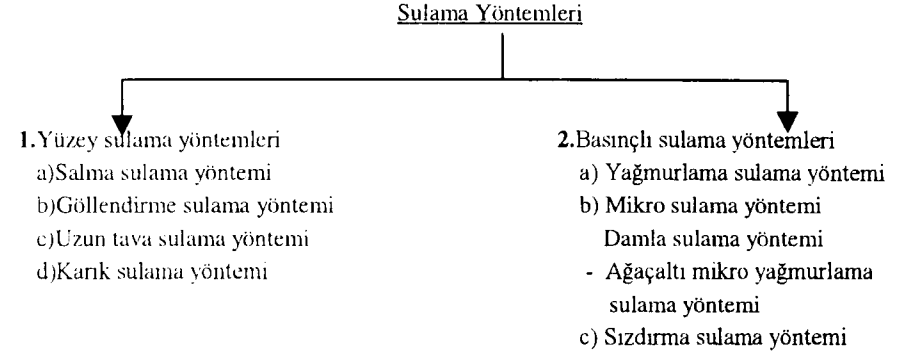 Sulama Yöntemleri
1.Yüzey sulama yöntemleri
a)Salma sulama yöntemi
b)Göllendirme sulama yöntemi
c)Uzun tava sulama yöntemi
d)Karık sulama yöntemi
2.Basınçlı sulama yöntemleri
a) Yağmurlama sulama yöntemi
b) Mikro sulama yöntemi
Damla sulama yöntemi
- Ağaçaltı mikro yağmurlama
sulama yöntemi
c) Sızdırma sulama yöntemi